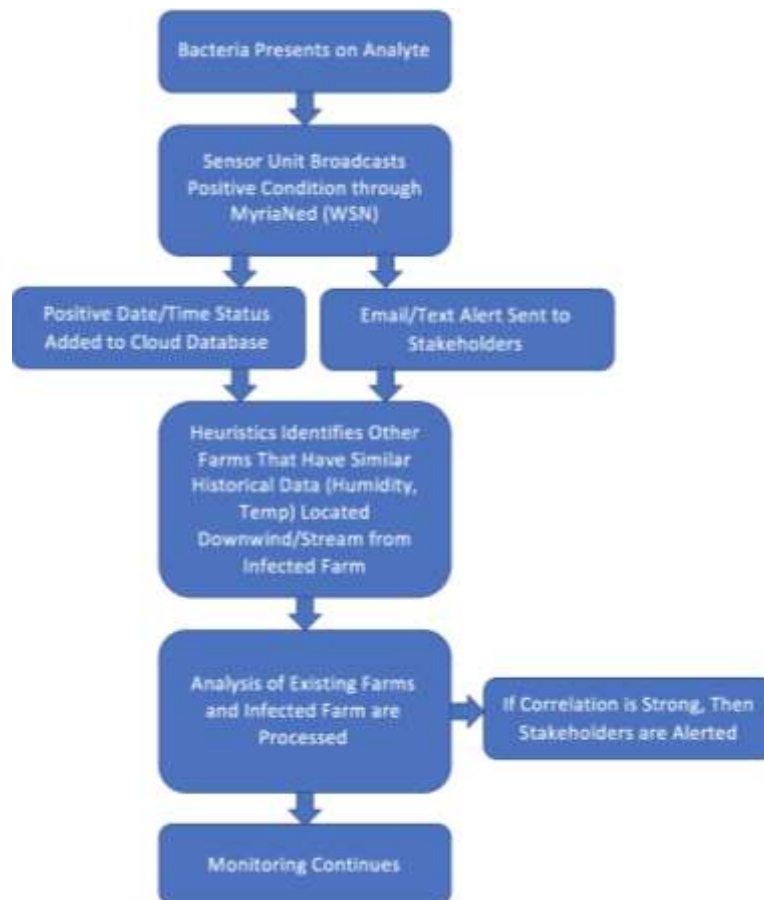 Bacteria Presents on Analyte
Sensor Unit Broadcasts
Positive Condition through
MyriaNed (WSN)
Positive Date/Time Status
Added to Cloud Database
Email/Text Alert Sent to
Stakeholders
Heuristics Identifies Other
Farms That Have Similar
Historical Data (Humidity,
Temp) Located
Downwind/Stream from
Infected Farm
Analysis of Existing Farms
and Infected Farm are
Processed
If Correlation is Strong, Then
Stakeholders are Alerted
Monitoring Continues